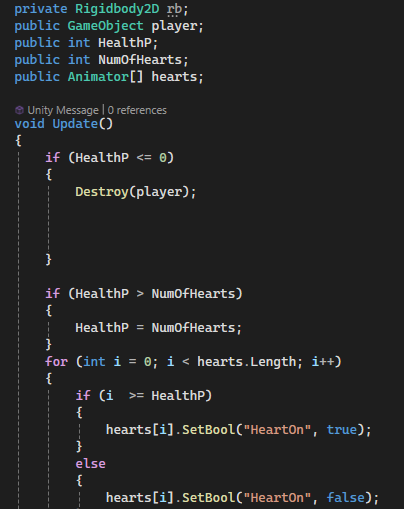 private Rigidbody2D rb;
public GameObject player;
public int HealthP;
public int NumOfHearts;
public Animator[] hearts;
Unity Message | 0 references
void Update()
{
if (HealthP <= 0)
{
Destroy(player);
}
if (HealthP > NumOfHearts)
{
HealthP = NumOfHearts;
}
for (int i = 0; i < hearts.Length; i++)
{
if (i  >= HealthP)
{
hearts[i].SetBool("HeartOn", true);
}
else
{
hearts[i].SetBool("HeartOn", false);